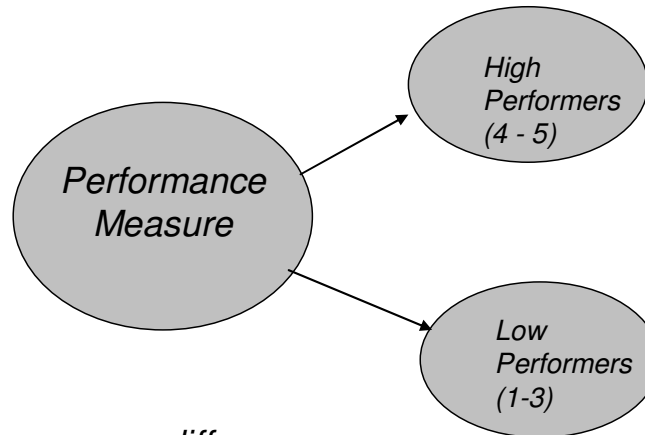 High
Performers
(4 - 5)
Performance
Measure
Low
Performers
(1-3)